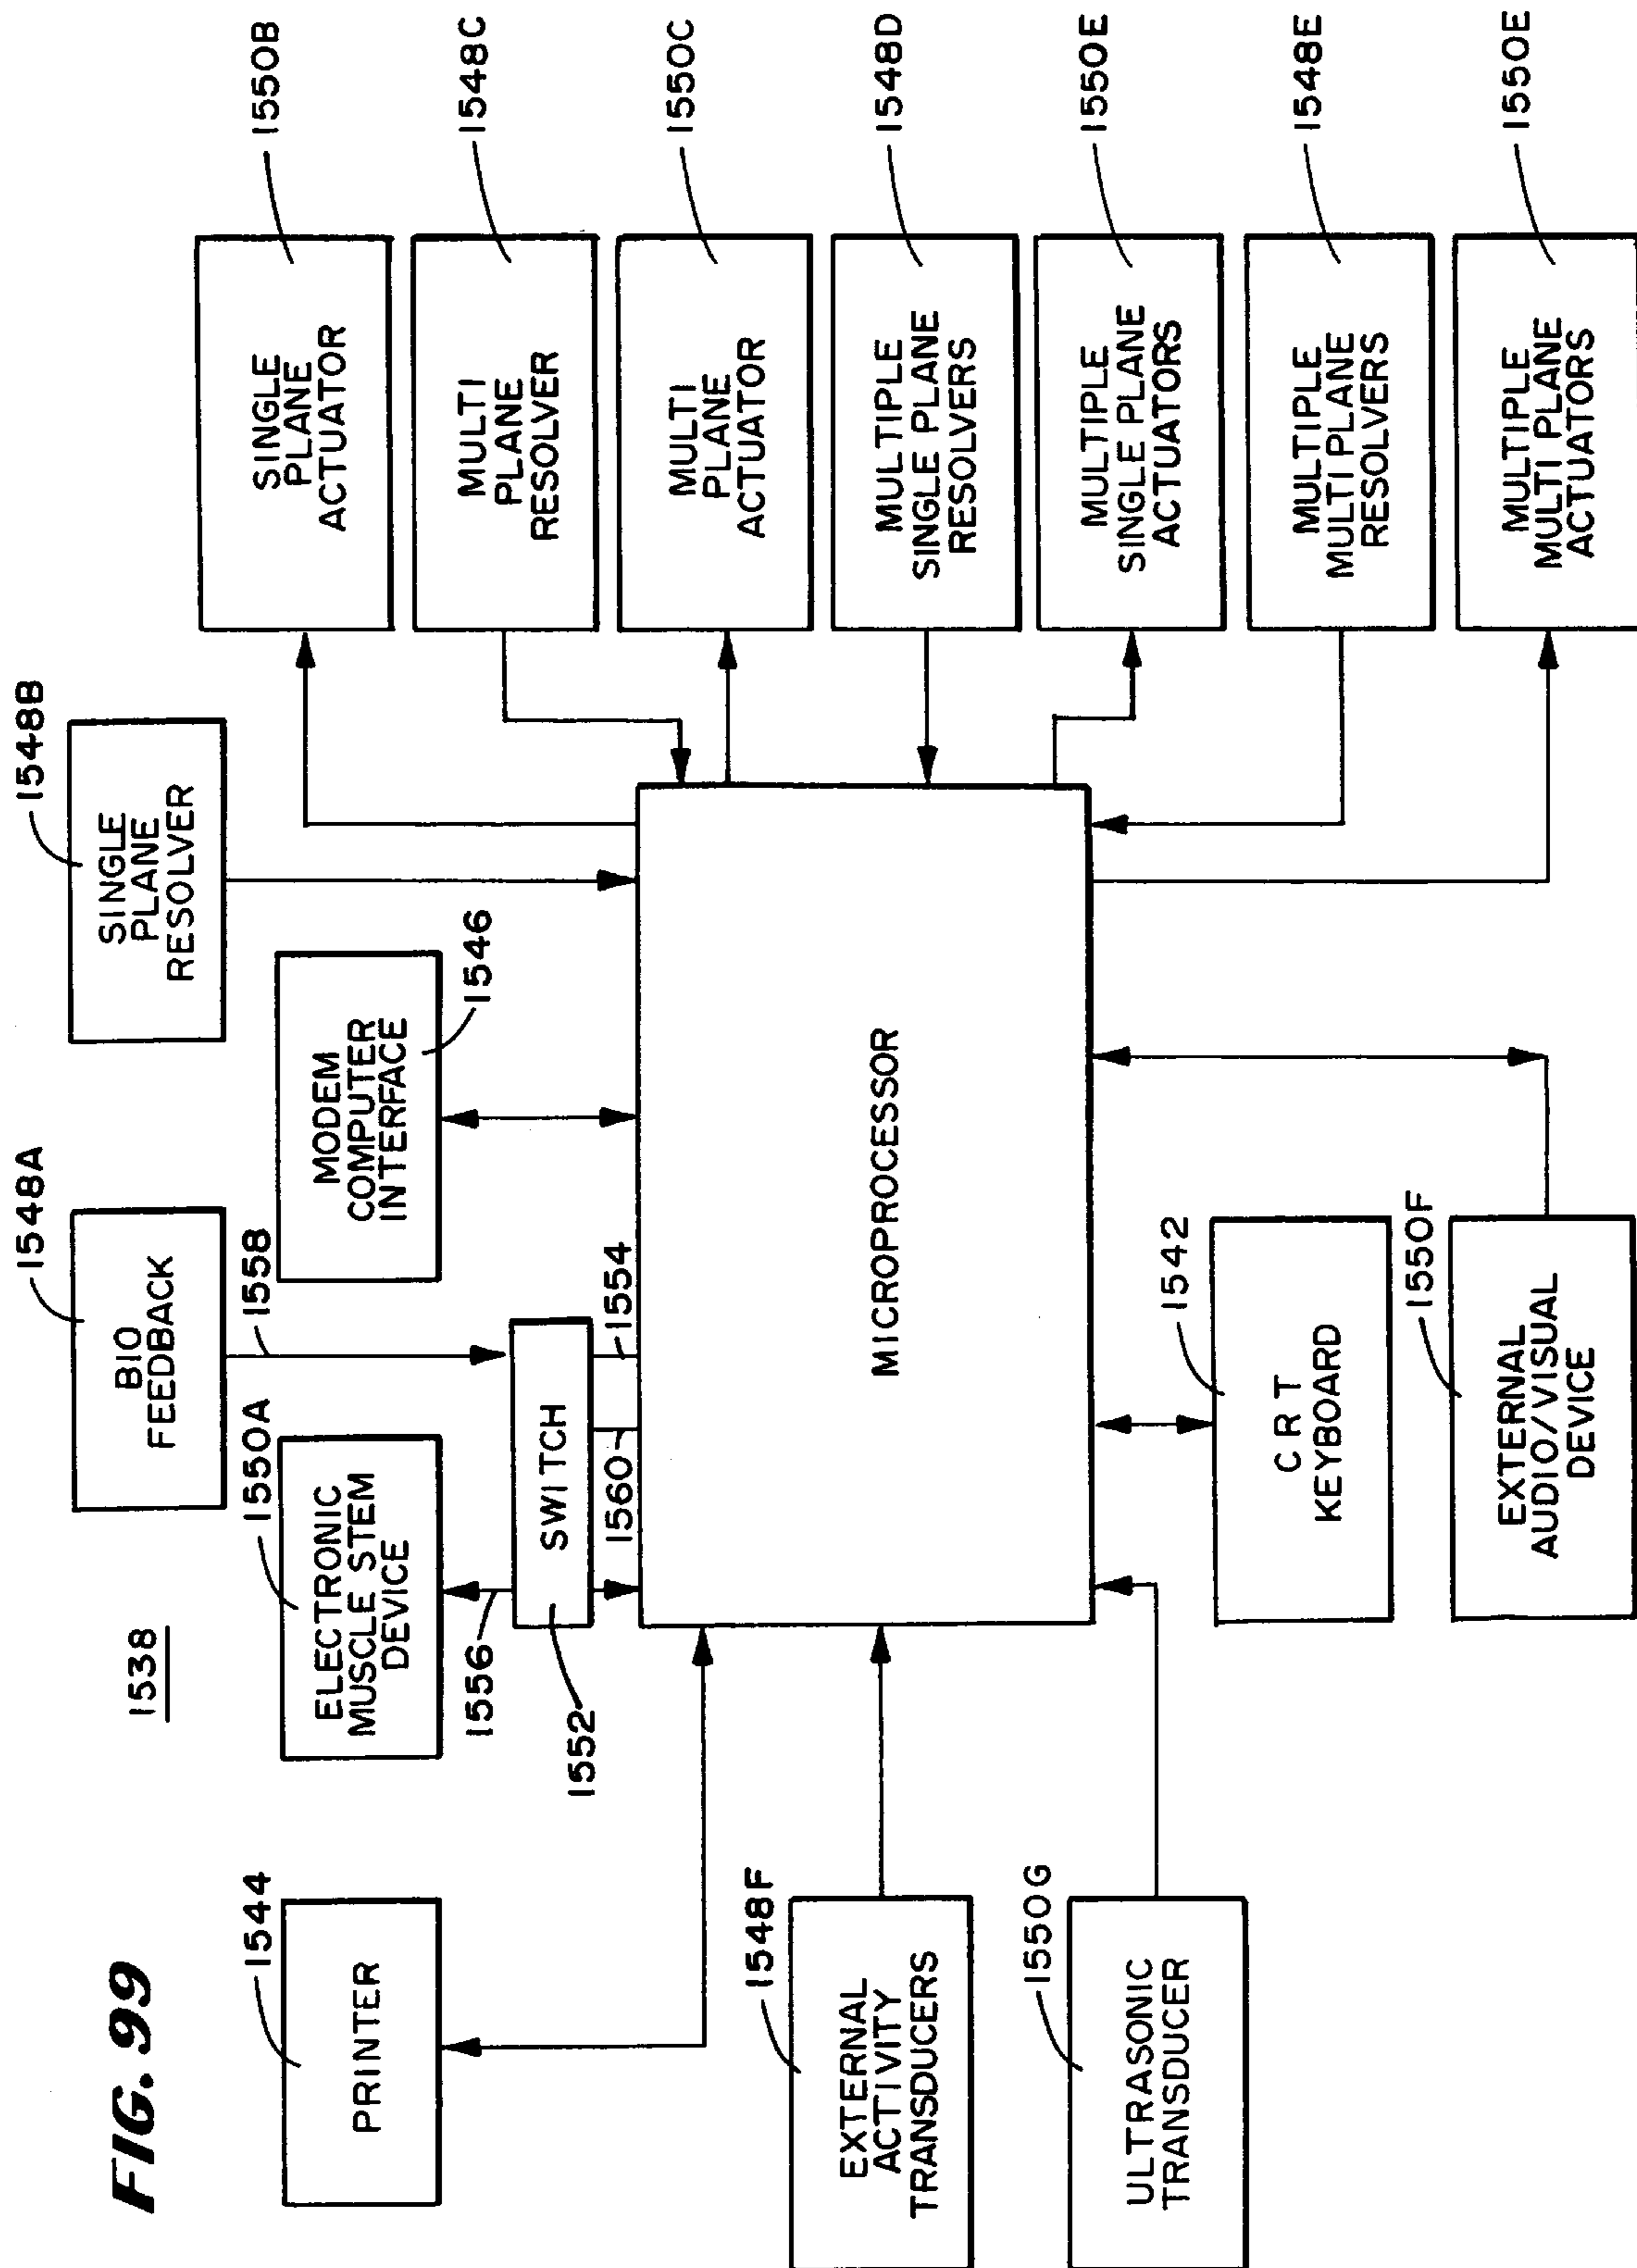 FIG. 99
1538
1544
PRINTER
1550A
ELECTRONIC
MUSCLE STEM
DEVICE
1548A
BIO
FEEDBACK
1558
1556
1552
SWITCH
1560
1554
MODEM
COMPUTER
INTERFACE
1546
1548B
SINGLE
PLANE
RESOLVER
MICROPROCESSOR
1548F
EXTERNAL
ACTIVITY
TRANSDUCERS
1550G
ULTRASONIC
TRANSDUCER
1542
CRT
KEYBOARD
1550F
EXTERNAL
AUDIO/VISUAL
DEVICE
SINGLE
PLANE
ACTUATOR
1550B
MULTI
PLANE
RESOLVER
1548C
MULTI
PLANE
ACTUATOR
1550C
MULTIPLE
SINGLE PLANE
RESOLVERS
1548D
MULTIPLE
SINGLE PLANE
ACTUATORS
1550E
MULTIPLE
MULTI PLANE
RESOLVERS
1548E
MULTIPLE
MULTI PLANE
ACTUATORS
1550E